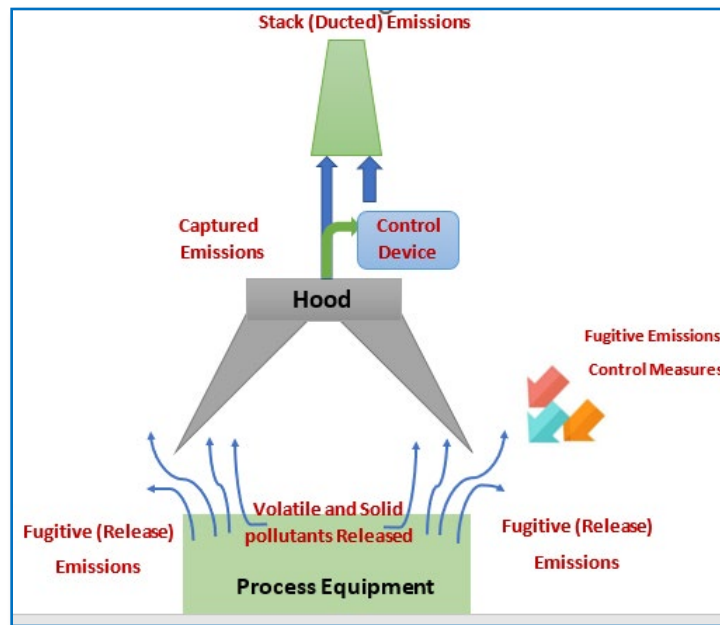 Stack (Ducted) Emissions
Captured
Emissions
Control
Device
Hood
Fugitive Emissions
Control Measures
Volatile and Solid
pollutants Released
Fugitive (Release)
Emissions
Fugitive (Release)
Emissions
Process Equipment